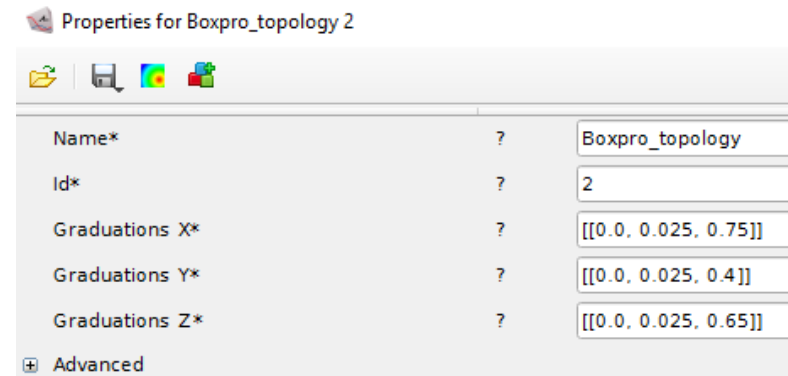 Properties for Boxpro_topology 2
Name* ? Boxpro_topology
Id* ? 2
Graduations X* ? [[0.0, 0.025, 0.75]]
Graduations Y* ? [[0.0, 0.025, 0.4]]
Graduations Z* ? [[0.0, 0.025, 0.65]]
Advanced